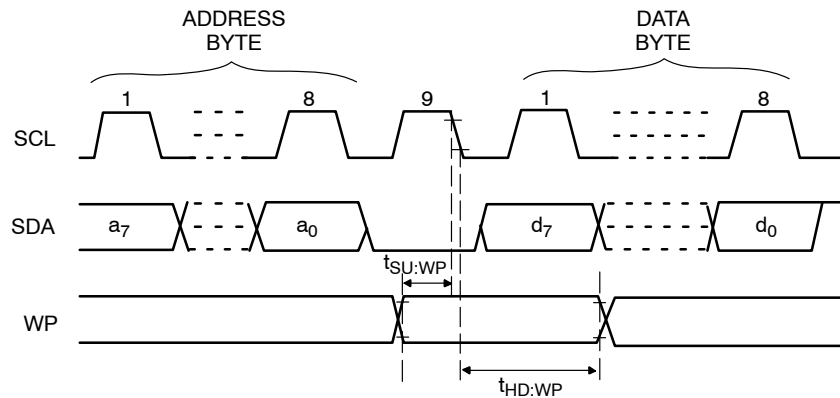 ADDRESS
BYTE
DATA
BYTE
1 8 9 1 8
SCL
SDA a7 a0 d7 d0
tSU:WP
WP
tHD:WP